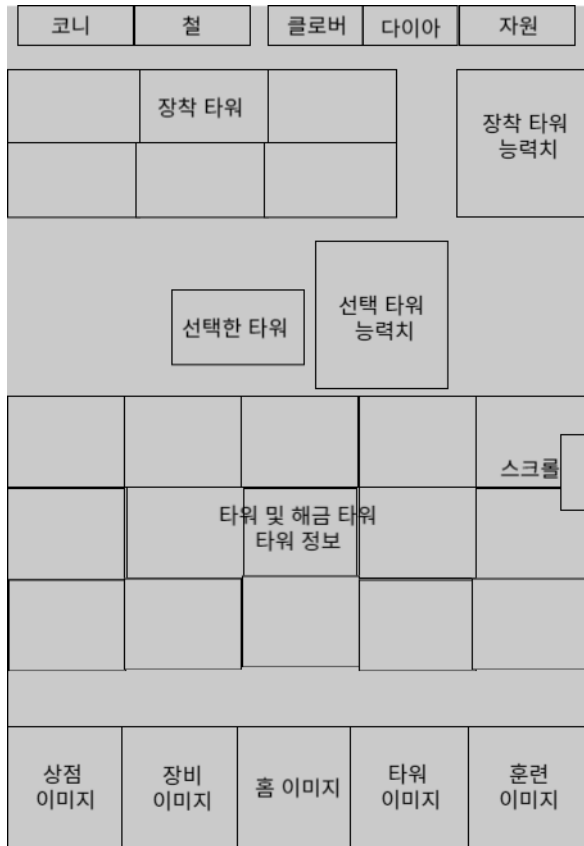 코니
철
클로버
다이아
자원
장착 타워
장착 타워
능력치
선택한 타워
선택 타워
능력치
스크롤
타워 및 해금 타워
타워 정보
상점
이미지
장비
이미지
홈 이미지
타워
이미지
훈련
이미지